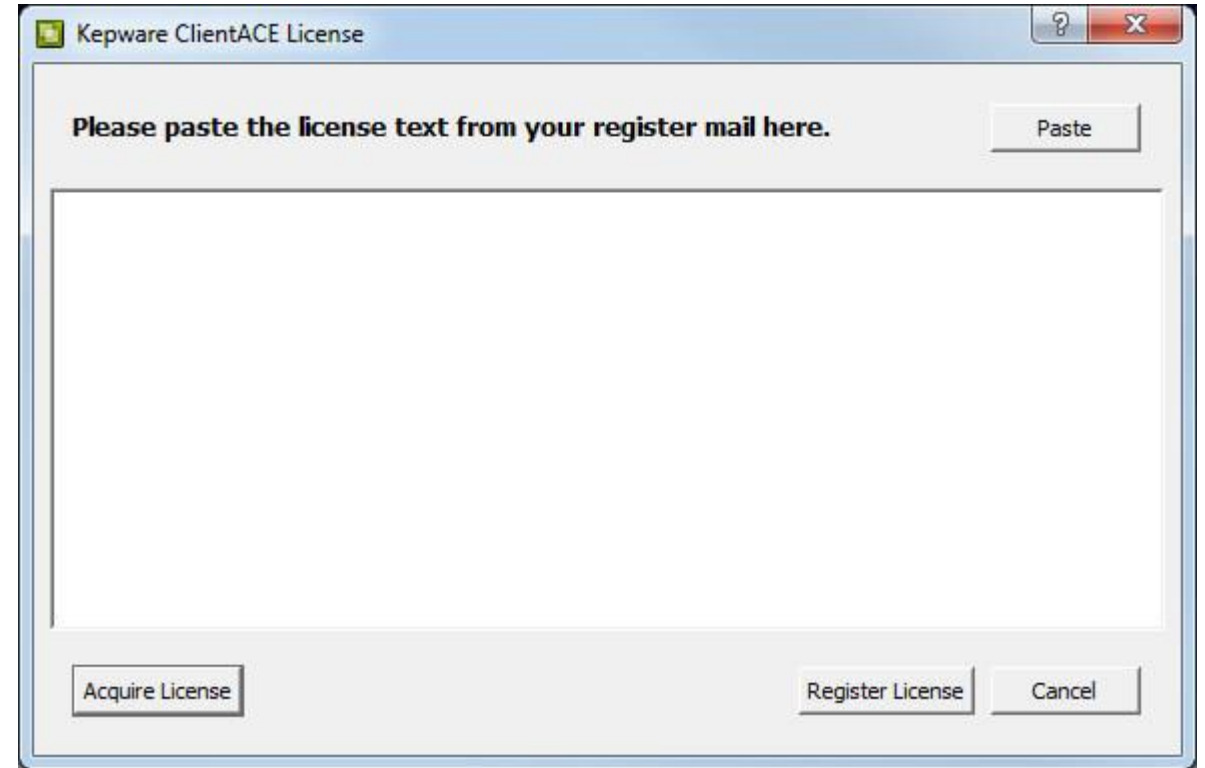 Kepware ClientACE License
Please paste the license text from your register mail here.
Paste
Acquire License
Register License
Cancel